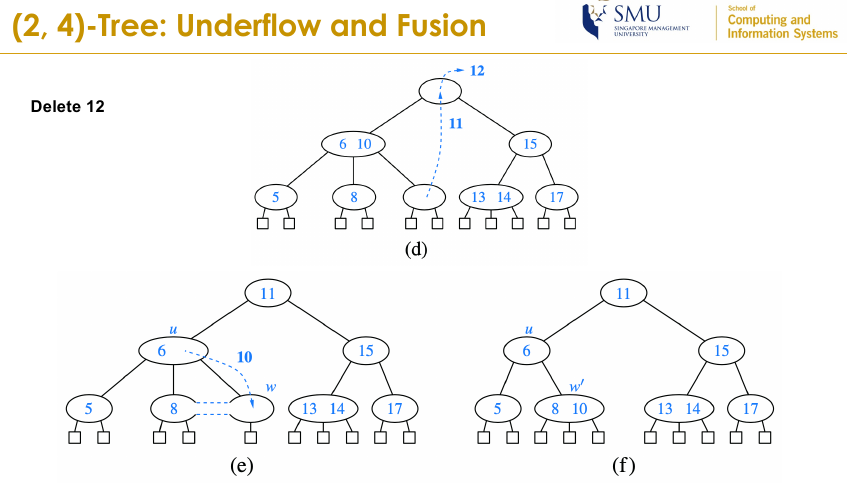 (2, 4)-Tree: Underflow and Fusion
SMU
SINGAPORE MANAGEMENT
UNIVERSITY
School of
Computing and
Information Systems
Delete 12
12
11
6 10
15
5
8
13 14
17
(d)
11
u
6
10
15
w
5
8
13 14
17
(e)
11
u
6
15
w′
5
8 10
13 14
17
(f)